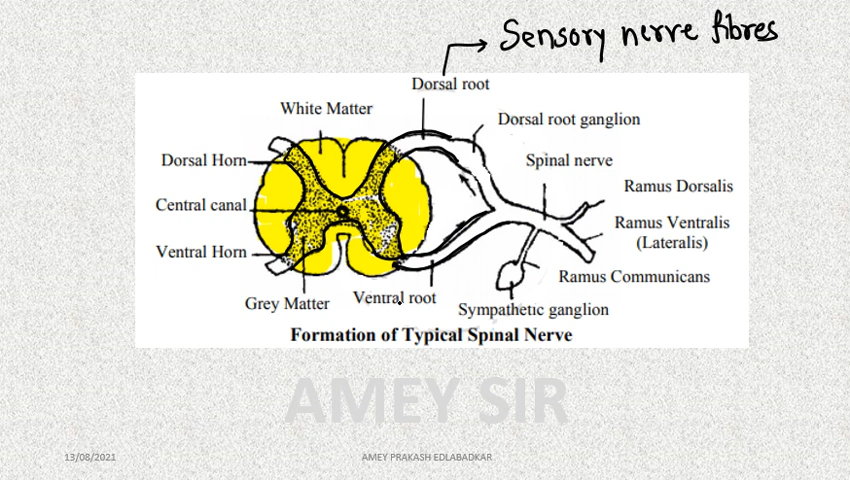 Sensory nerve fibres
Dorsal root
White Matter
Dorsal root ganglion
Dorsal Horn
Spinal nerve
Ramus Dorsalis
Central canal
Ramus Ventralis
(Lateralis)
Ventral Horn
Ramus Communicans
Grey Matter
Ventral root
Sympathetic ganglion
Formation of Typical Spinal Nerve
AMEY SIR
13/08/2021
AMEY PRAKASH EDLABADKAR